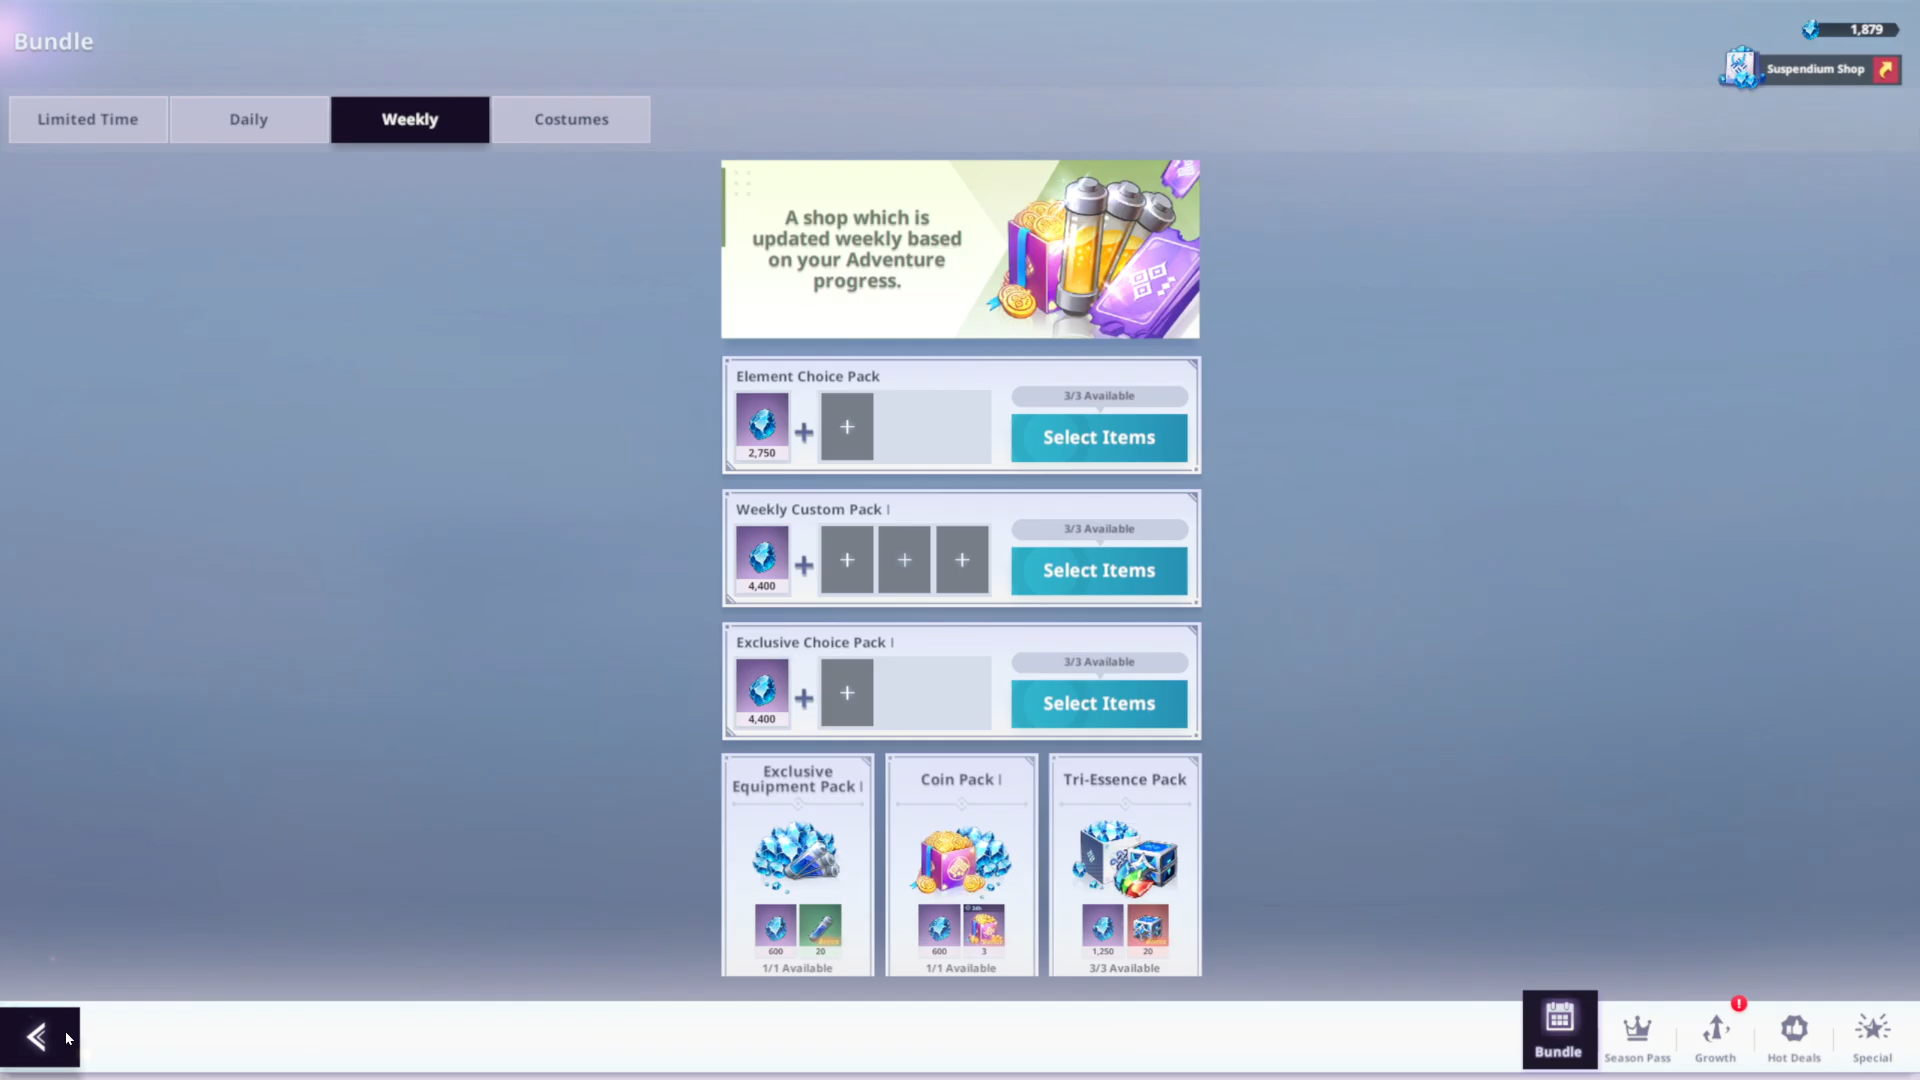 Bundle
1,879
Suspendium Shop
Limited Time
Daily
Weekly
Costumes
A shop which is
updated weekly based
on your Adventure
progress.
Element Choice Pack
2,750
3/3 Available
Select Items
Weekly Custom Pack I
4,400
3/3 Available
Select Items
Exclusive Choice Pack I
4,400
3/3 Available
Select Items
Exclusive
Equipment Pack I
600
20
1/1 Available
Coin Pack I
600
3
1/1 Available
Tri-Essence Pack
1,250
20
3/3 Available
Bundle
Season Pass
Growth
Hot Deals
Special